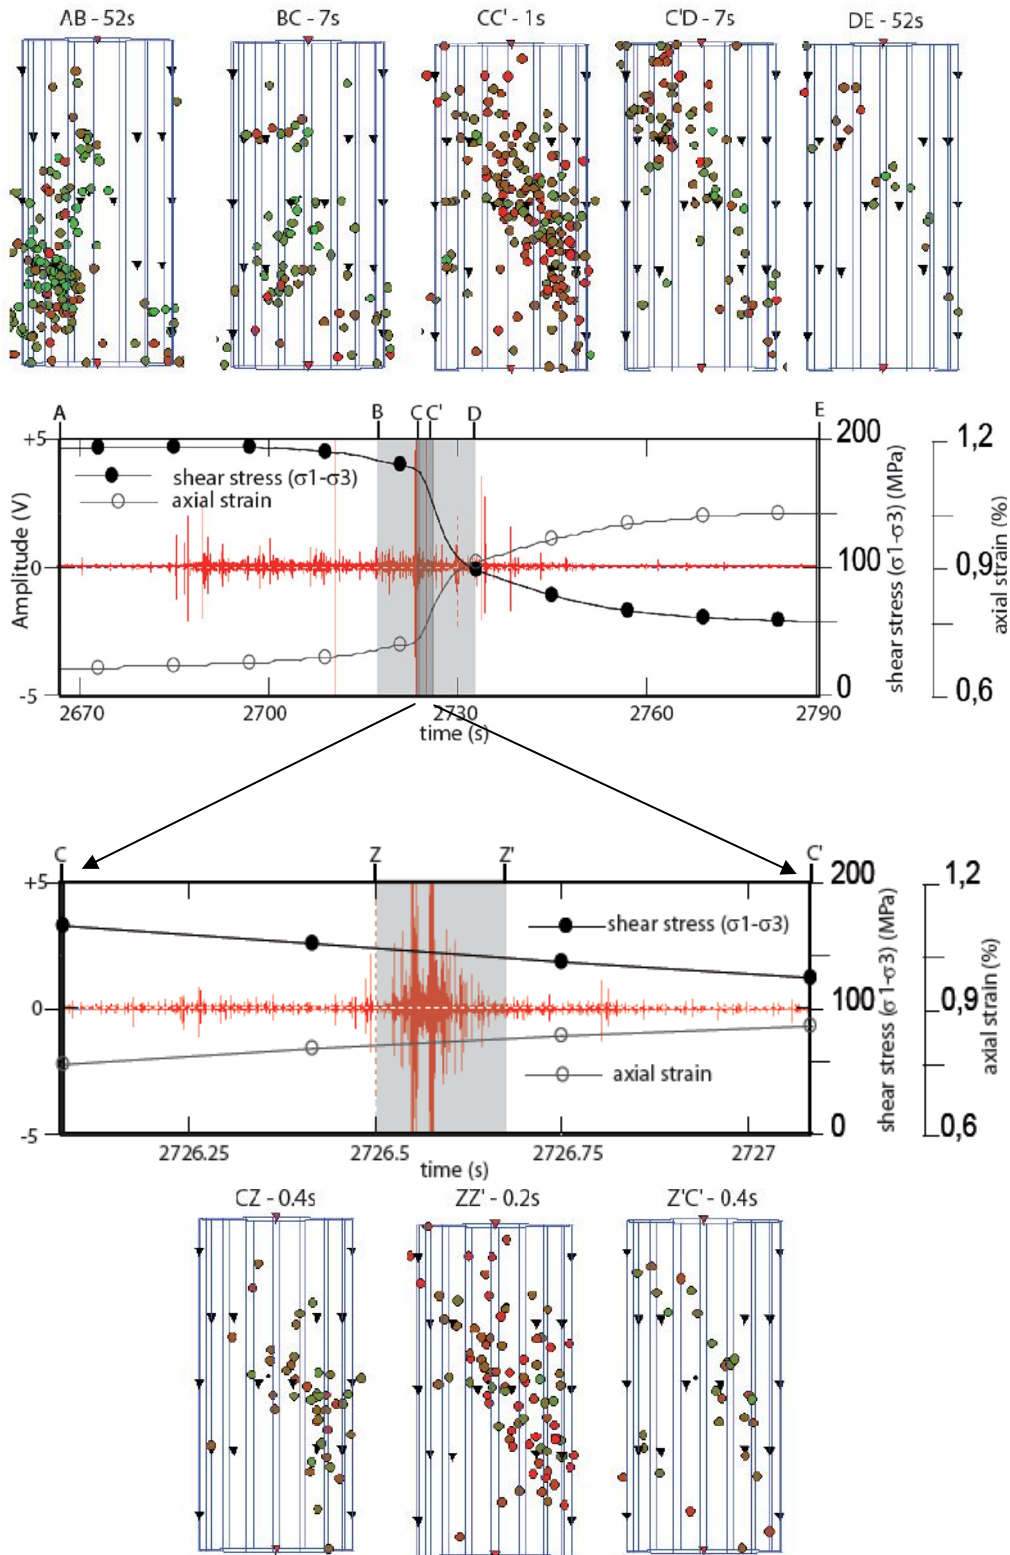 AB - 52s BC - 7s CC' - 1s C'D - 7s DE - 52s
A B C C' D E
+5 200 1,2
shear stress (σ1-σ3)
axial strain
Amplitude (V)
0 100 0,9
shear stress (σ1-σ3) (MPa)
axial strain (%)
-5 0 0,6
2670 2700 2730 2760 2790
time (s)
C Z Z' C'
+5 200 1,2
shear stress (σ1-σ3)
0 100 0,9
shear stress (σ1-σ3) (MPa)
axial strain (%)
axial strain
-5 0 0,6
2726.25 2726.5 2726.75 2727
time (s)
CZ - 0.4s ZZ' - 0.2s Z'C' - 0.4s